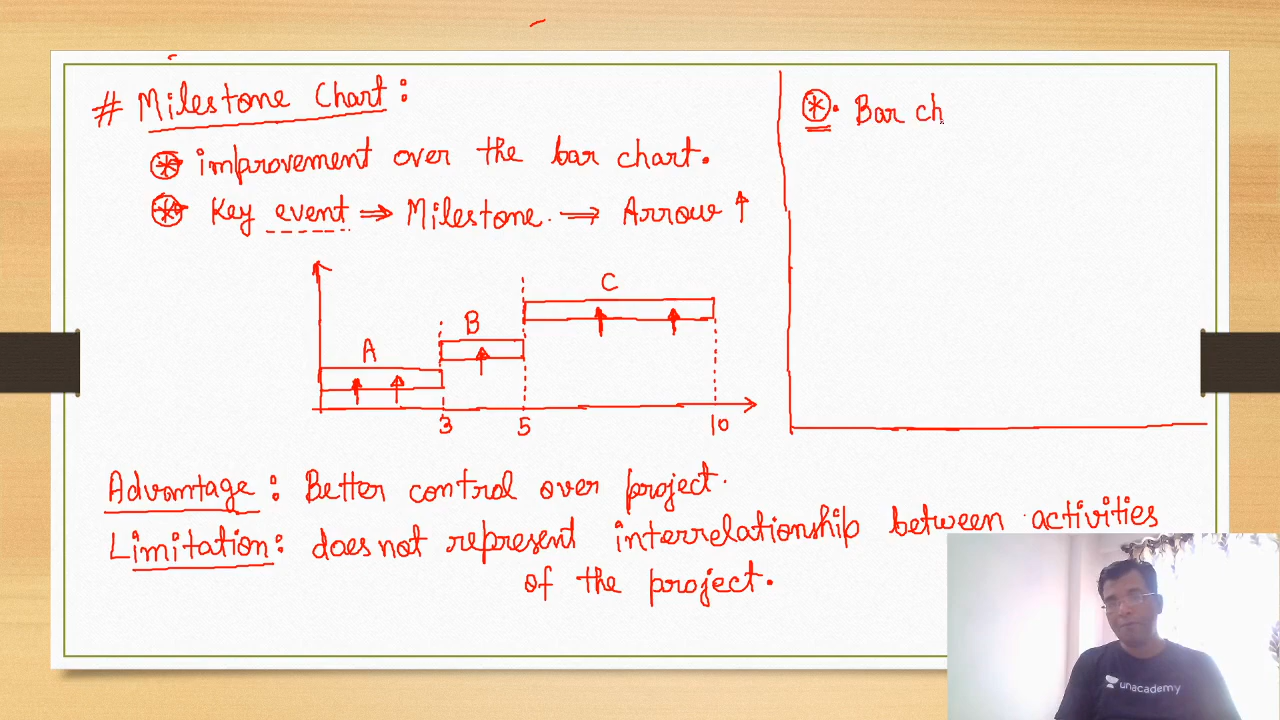 # Milestone Chart :
⊛ improvement over the bar chart.
⊛ Key event ⇒ Milestone. ⇒ Arrow ↑
A
B
C
3 5 10
Advantage : Better control over project.
Limitation : does not represent interrelationship between activities
of the project.
⊛. Bar ch
unacademy